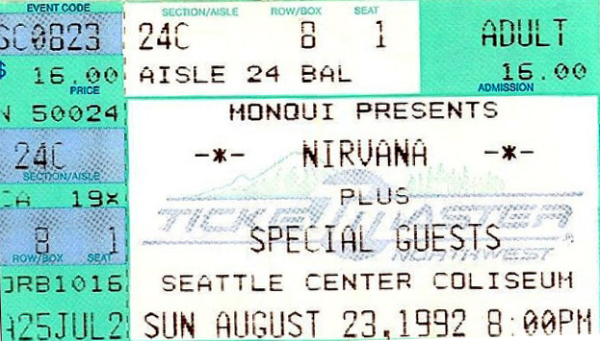 EVENT CODE
SC0823
$ 16.00
PRICE
N 50024
24C
SECTION/AISLE
CA 19X
8 1
ROW/BOX SEAT
ORB1016
A25JUL2
SECTION/AISLE ROW/BOX SEAT
24C 8 1
AISLE 24 BAL
ADULT
16.00
ADMISSION
MONQUI PRESENTS
-*- NIRVANA -*-
PLUS
TICKETMASTER
SPECIAL GUESTS
NORTHWEST
SEATTLE CENTER COLISEUM
SUN AUGUST 23,1992 8:00PM